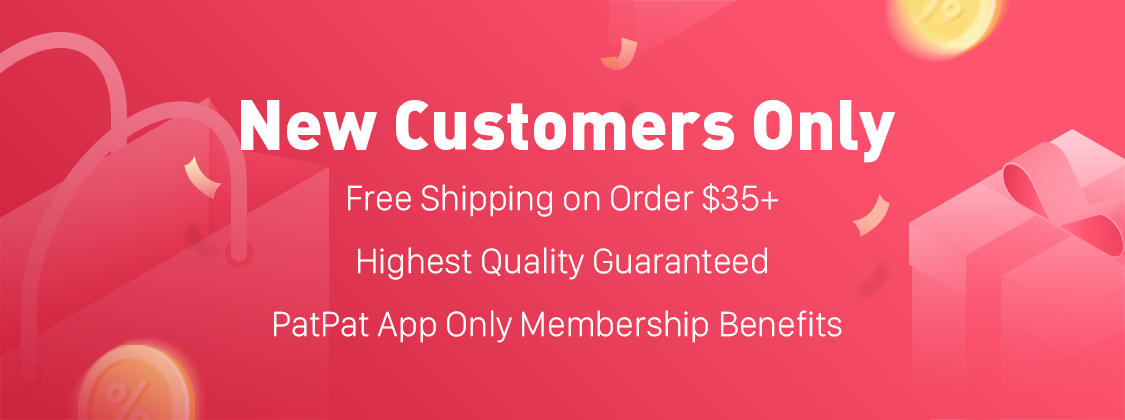 New Customers Only
Free Shipping on Order $35+
Highest Quality Guaranteed
PatPat App Only Membership Benefits
%
%